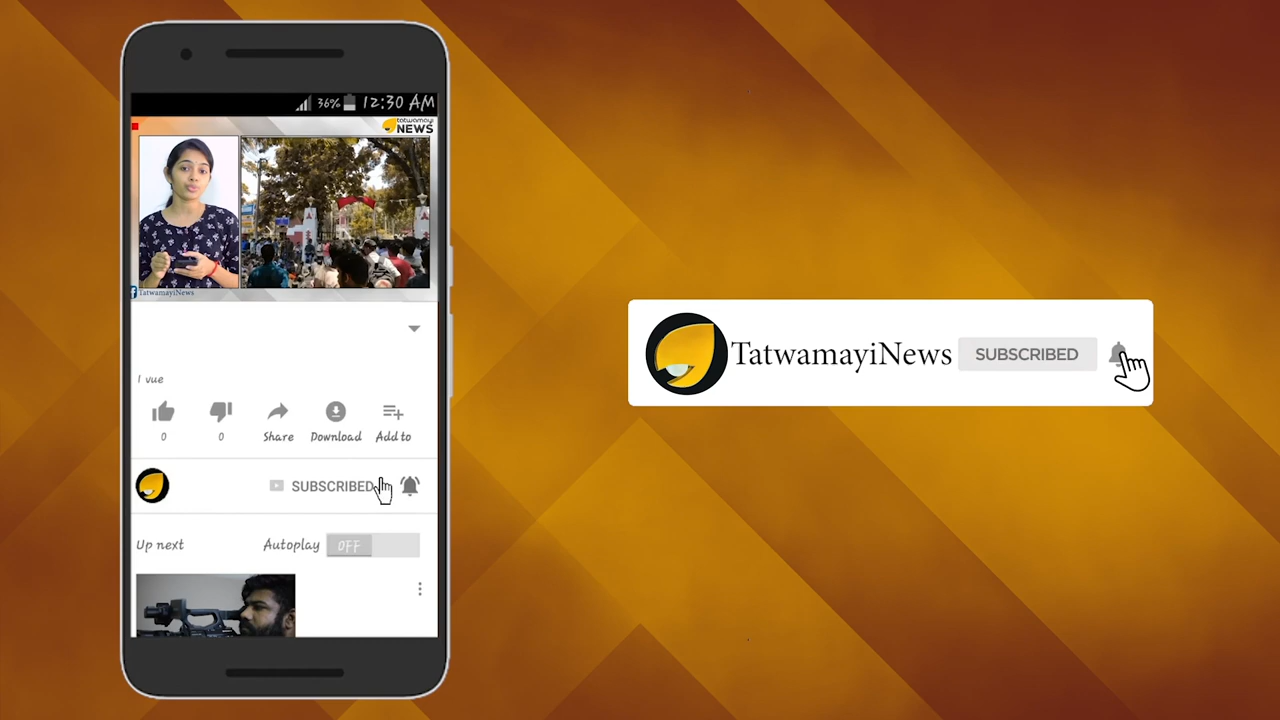 36% 12:30 AM
tatwamayi
NEWS
TatwamayiNews
1 vue
0 0 Share Download Add to
SUBSCRIBED
Up next Autoplay OFF
TatwamayiNews SUBSCRIBED